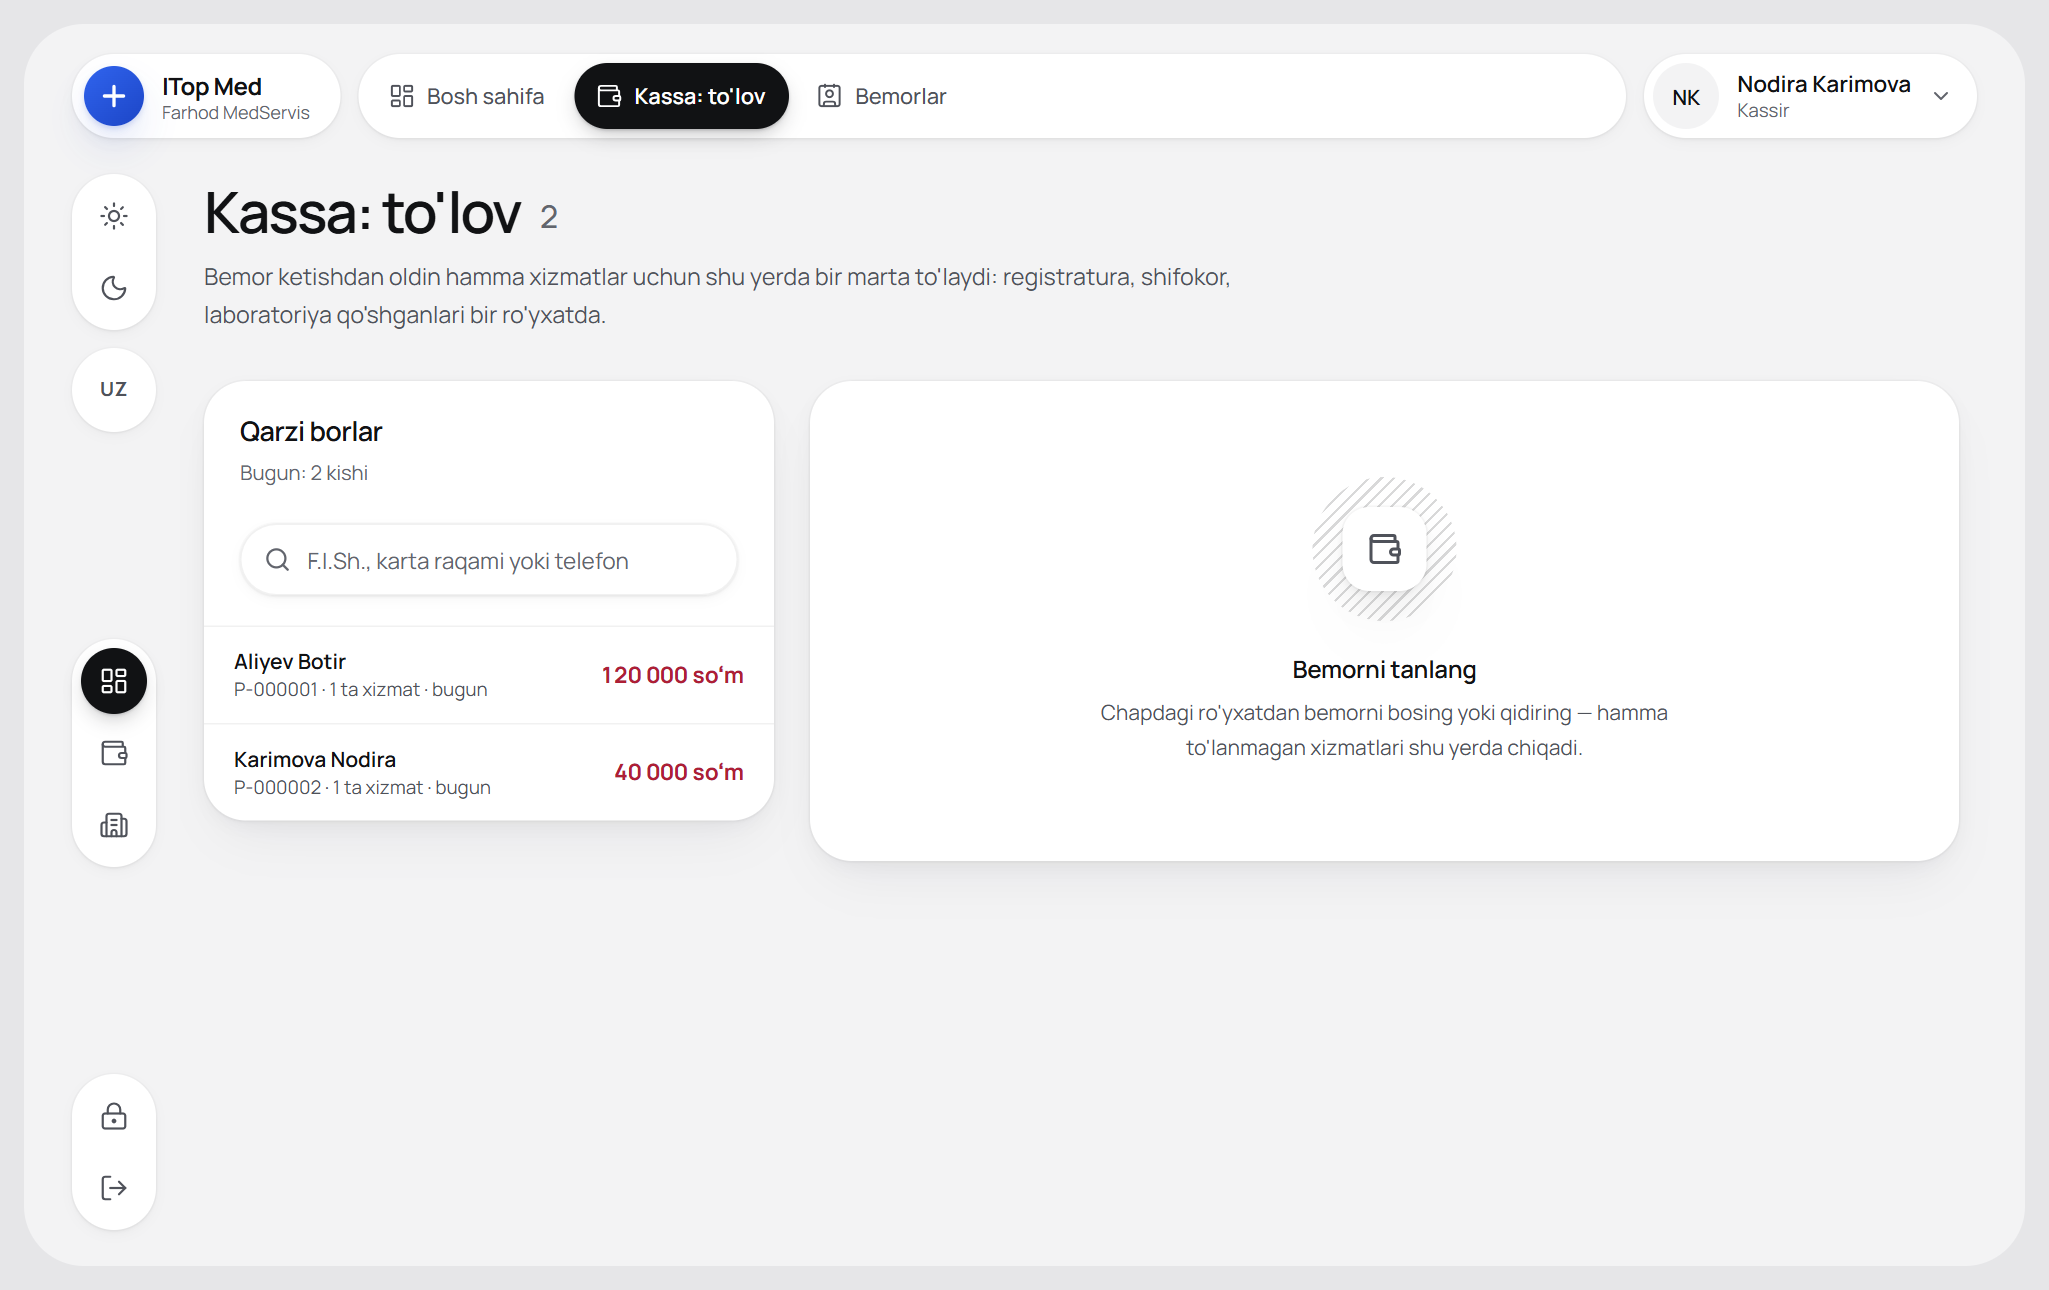 ITop Med
Farhod MedServis
Bosh sahifa
Kassa: to'lov
Bemorlar
NK
Nodira Karimova
Kassir
Kassa: to'lov 2
Bemor ketishdan oldin hamma xizmatlar uchun shu yerda bir marta to'laydi: registratura, shifokor,
laboratoriya qo'shganlari bir ro'yxatda.
UZ
Qarzi borlar
Bugun: 2 kishi
F.I.Sh., karta raqami yoki telefon
Aliyev Botir
P-000001 · 1 ta xizmat · bugun
120 000 soʻm
Karimova Nodira
P-000002 · 1 ta xizmat · bugun
40 000 soʻm
Bemorni tanlang
Chapdagi ro'yxatdan bemorni bosing yoki qidiring — hamma
to'lanmagan xizmatlari shu yerda chiqadi.